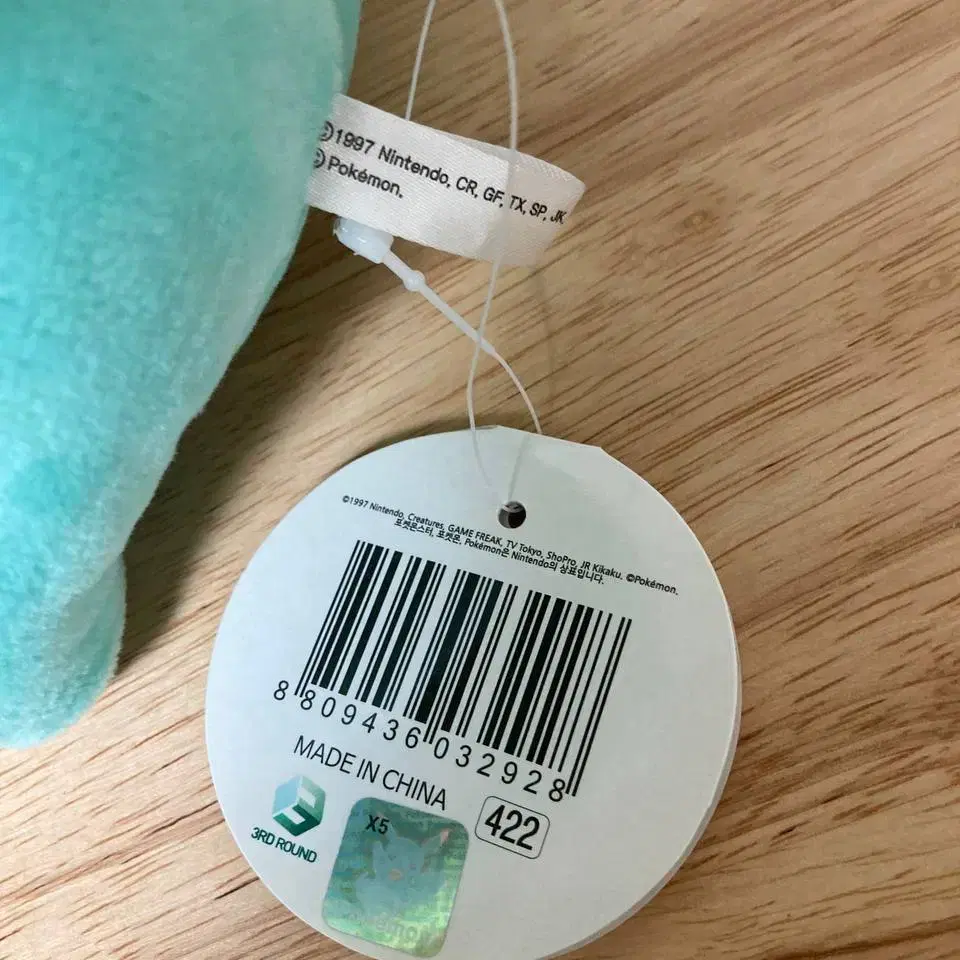 ©1997 Nintendo, CR, GF, TX, SP, JK
©Pokémon.
©1997 Nintendo, Creatures, GAME FREAK, TV Tokyo, ShoPro, JR Kikaku. ©Pokémon.
포켓몬스터, 포켓몬, Pokémon은 Nintendo의 상표입니다.
8 809436 032928
MADE IN CHINA
3RD ROUND
X5
422